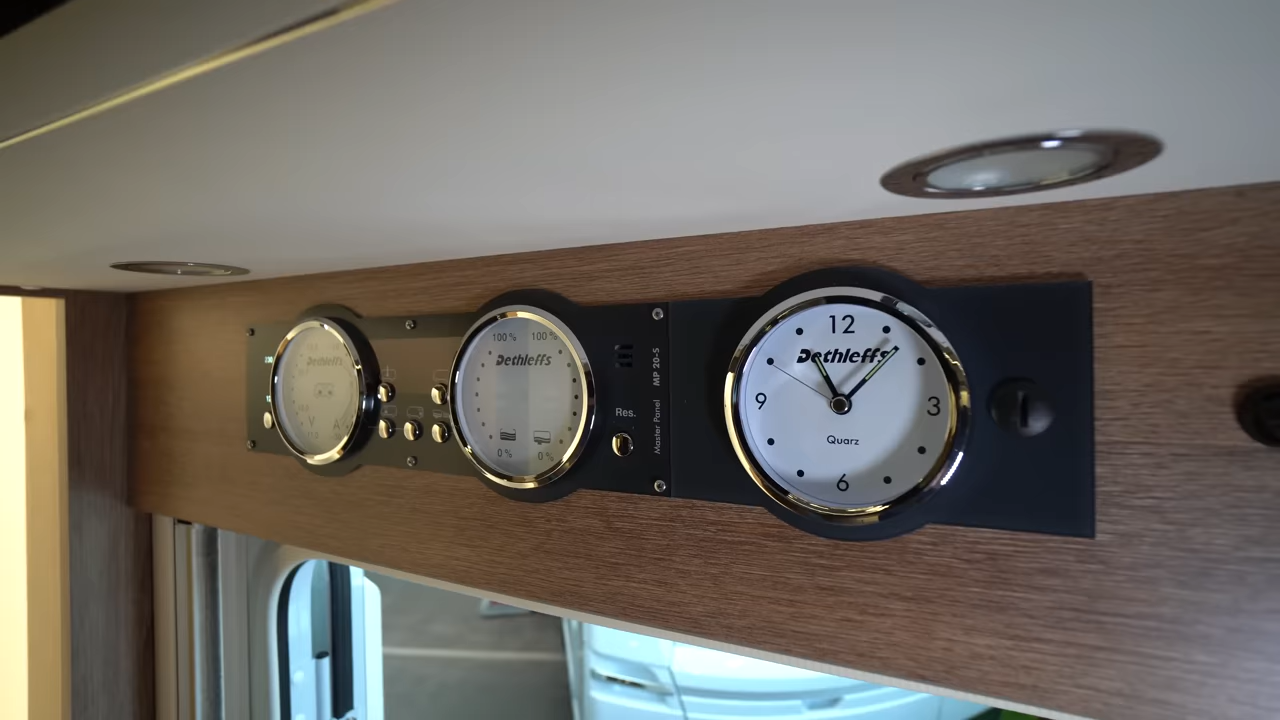 Dethleffs
V A
100 % 100 %
Dethleffs
0 % 0 %
Res.
Master Panel MP 20-S
12
Dethleffs
9
3
Quarz
6